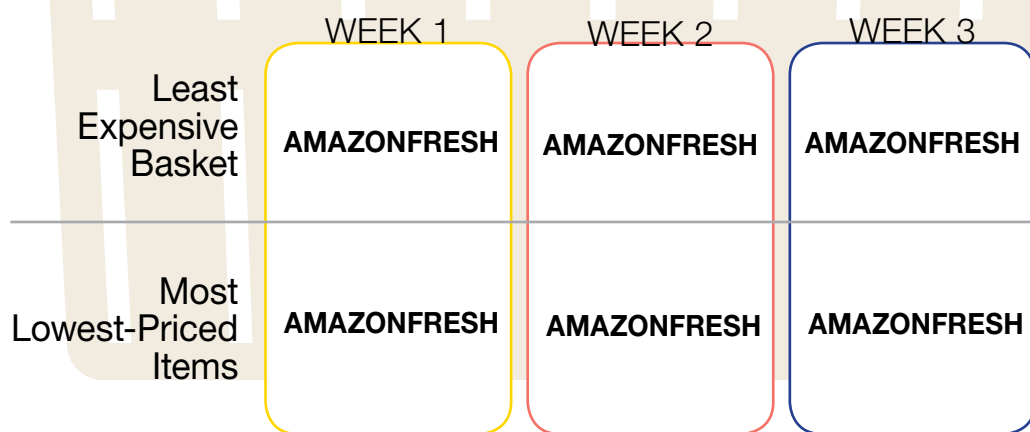 WEEK 1 WEEK 2 WEEK 3
Least
Expensive
Basket
AMAZONFRESH AMAZONFRESH AMAZONFRESH
Most
Lowest-Priced
Items
AMAZONFRESH AMAZONFRESH AMAZONFRESH